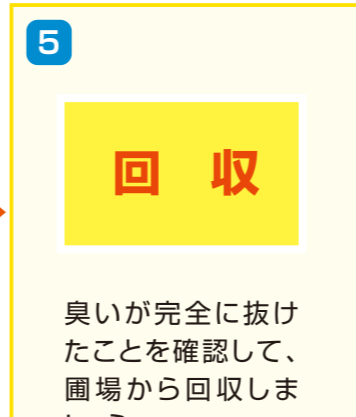 5
回 収
臭いが完全に抜け
たことを確認して、
圃場から回収しま